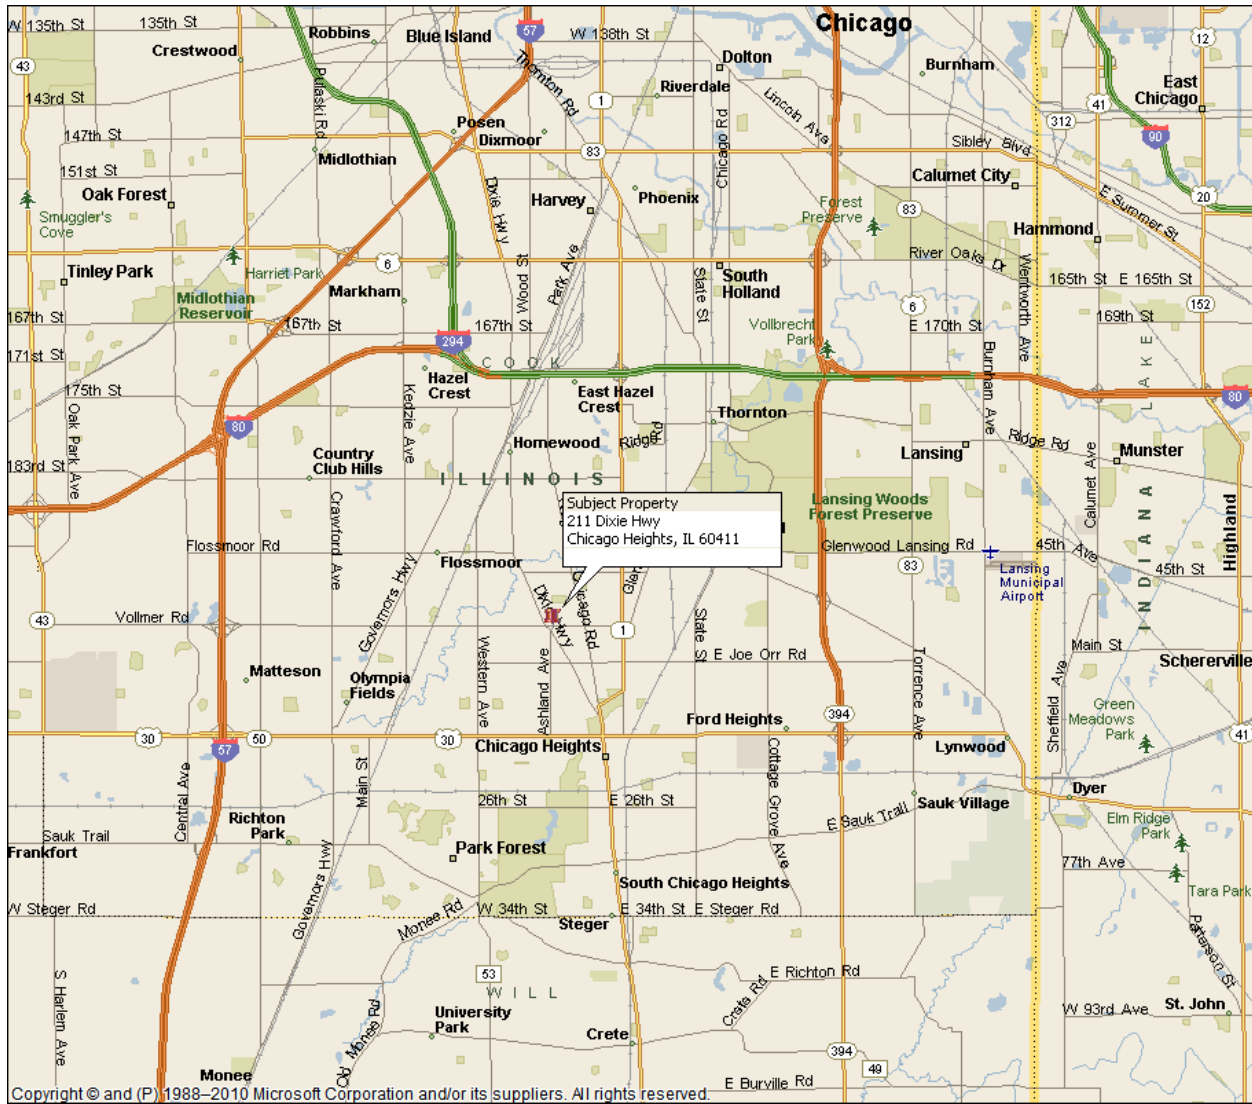 W 135th St
135th St
Robbins
Blue Island
57
W 138th St
Chicago
12
Crestwood
43
Pulaski Rd
Thornton Rd
Dolton
Burnham
East
Chicago
143rd St
1
Riverdale
Lincoln Ave
41
312
90
147th St
Posen
Dixmoor
83
Chicago Rd
Sibley Blvd
Midlothian
151st St
Oak Forest
Dixie Hwy
Harvey
Phoenix
Calumet City
E Summer St
20
Smuggler's
Cove
Forest
Preserve
83
Hammond
Harriet Park
Tinley Park
6
Park Ave
River Oaks Dr
Wentworth Ave
165th St
E 165th St
Midlothian
Reservoir
Markham
Wood St
State St
South
Holland
6
152
167th St
167th St
167th St
Vollbrecht
Park
E 170th St
169th St
171st St
294
COOK
Burnham Ave
LAKE
175th St
Hazel
Crest
East Hazel
Crest
80
Oak Park Ave
Kedzie Ave
Thornton
80
Homewood
Ridge Rd
Lansing
Ridge Rd
Munster
183rd St
Country
Club Hills
ILLINOIS
Calumet Ave
Crawford Ave
Subject Property
211 Dixie Hwy
Chicago Heights, IL 60411
Lansing Woods
Forest Preserve
INDIANA
Highland
Flossmoor Rd
Flossmoor
Glenwood Lansing Rd
45th Ave
45th St
83
Lansing
Municipal
Airport
Governors Hwy
Dixie Hwy
Chicago Rd
43
Vollmer Rd
1
State St
Main St
E Joe Orr Rd
Schererville
Matteson
Olympia
Fields
Western Ave
Ashland Ave
Torrence Ave
Sheffield Ave
Green
Meadows
Park
30
50
30
Ford Heights
394
Lynwood
41
57
Chicago Heights
Central Ave
Main St
Cottage Grove Ave
Dyer
26th St
E 26th St
Sauk Village
Richton
Park
E Sauk Trail
Elm Ridge
Park
Sauk Trail
Frankfort
Park Forest
77th Ave
South Chicago Heights
Tara Park
W Steger Rd
Governors Hwy
Monee Rd
W 34th St
E 34th St
E Steger Rd
Steger
Patterson St
S Harlem Ave
53
E Richton Rd
WILL
Crete Rd
W 93rd Ave
St. John
University
Park
Old Monee Rd
Crete
394
49
Monee
E Burville Rd
Copyright © and (P) 1988–2010 Microsoft Corporation and/or its suppliers. All rights reserved.